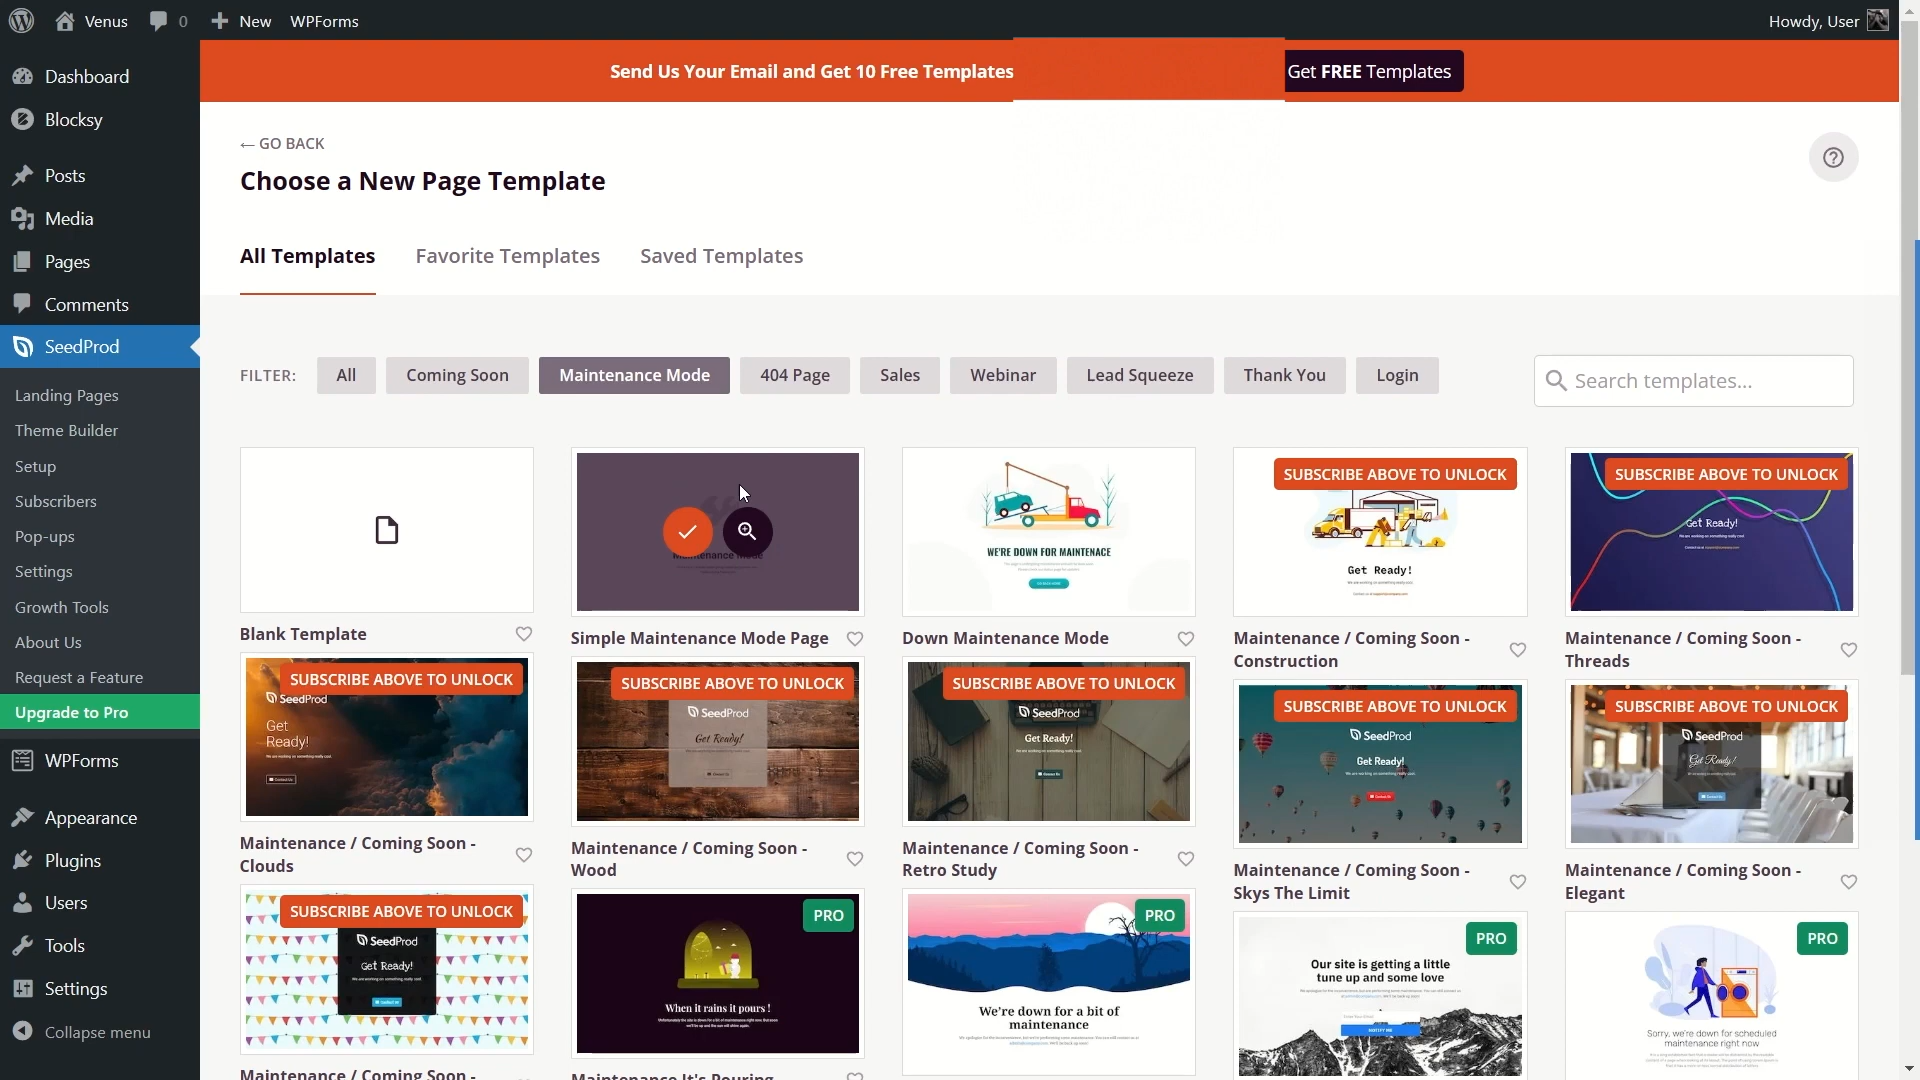 Venus
0
New
WPForms
Howdy, User
Dashboard
Blocksy
Posts
Media
Pages
Comments
SeedProd
Landing Pages
Theme Builder
Setup
Subscribers
Pop-ups
Settings
Growth Tools
About Us
Request a Feature
Upgrade to Pro
WPForms
Appearance
Plugins
Users
Tools
Settings
Collapse menu
Send Us Your Email and Get 10 Free Templates
Get FREE Templates
← GO BACK
Choose a New Page Template
All Templates
Favorite Templates
Saved Templates
FILTER:
All
Coming Soon
Maintenance Mode
404 Page
Sales
Webinar
Lead Squeeze
Thank You
Login
Search templates...
Blank Template
Maintenance Mode
Simple Maintenance Mode Page
WE'RE DOWN FOR MAINTENACE
Down Maintenance Mode
SUBSCRIBE ABOVE TO UNLOCK
Get Ready!
Maintenance / Coming Soon -
Construction
SUBSCRIBE ABOVE TO UNLOCK
Get Ready!
Maintenance / Coming Soon -
Threads
SUBSCRIBE ABOVE TO UNLOCK
SeedProd
Get
Ready!
Maintenance / Coming Soon -
Clouds
SUBSCRIBE ABOVE TO UNLOCK
SeedProd
Get Ready!
Maintenance / Coming Soon -
Wood
SUBSCRIBE ABOVE TO UNLOCK
SeedProd
Get Ready!
Maintenance / Coming Soon -
Retro Study
SUBSCRIBE ABOVE TO UNLOCK
SeedProd
Get Ready!
Maintenance / Coming Soon -
Skys The Limit
SUBSCRIBE ABOVE TO UNLOCK
SeedProd
Get Ready!
Maintenance / Coming Soon -
Elegant
SUBSCRIBE ABOVE TO UNLOCK
SeedProd
Get Ready!
Maintenance / Coming Soon -
PRO
When it rains it pours !
Maintenance It's Pouring
PRO
We're down for a bit of
maintenance
PRO
Our site is getting a little
tune up and some love
NOTIFY ME
PRO
Sorry, we're down for scheduled
maintenance right now